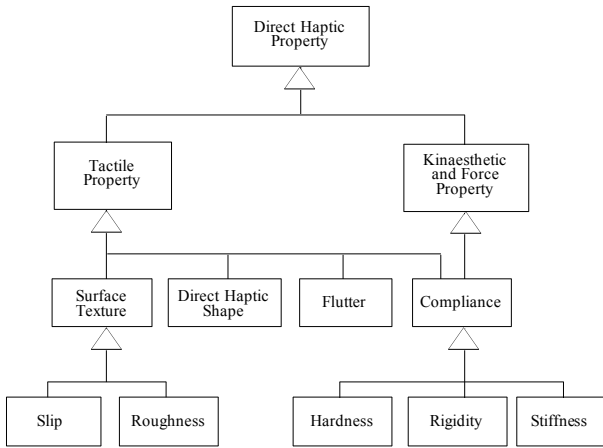 Direct Haptic
Property
Tactile
Property
Kinaesthetic
and Force
Property
Surface
Texture
Direct Haptic
Shape
Flutter
Compliance
Slip
Roughness
Hardness
Rigidity
Stiffness